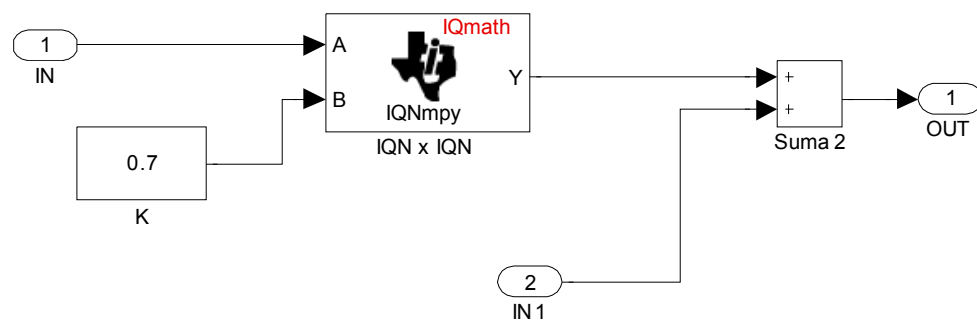 1
IN
IQmath
A
B
Y
IQNmpy
IQN x IQN
0.7
K
+
+
Suma 2
1
OUT
2
IN 1